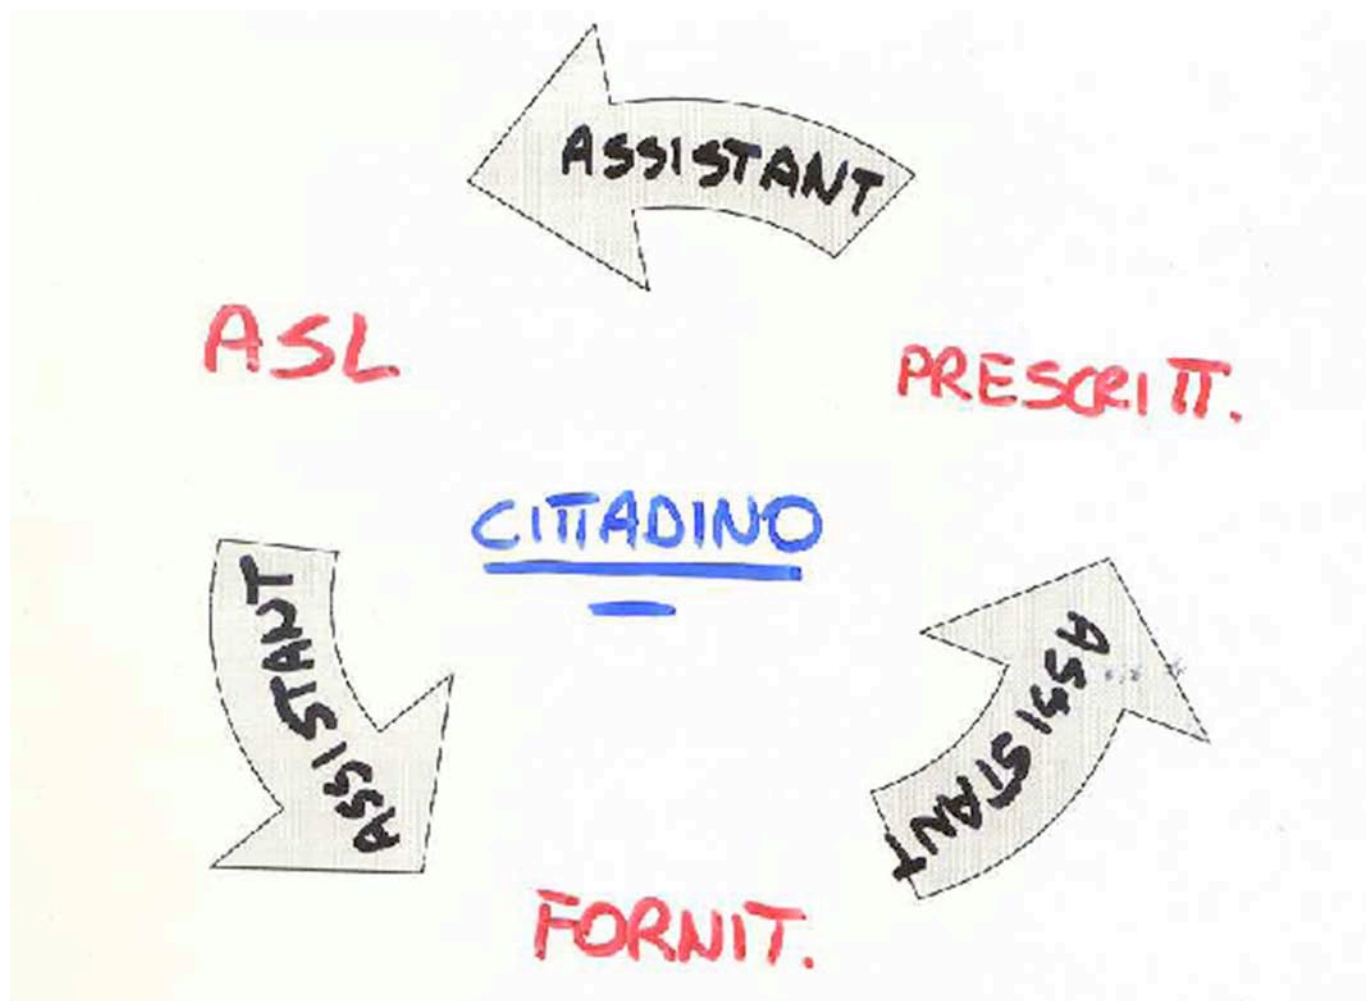 ASSISTANT
ASL
PRESCRITT.
CITTADINO
ASSISTANT
ASSISTANT
FORNIT.